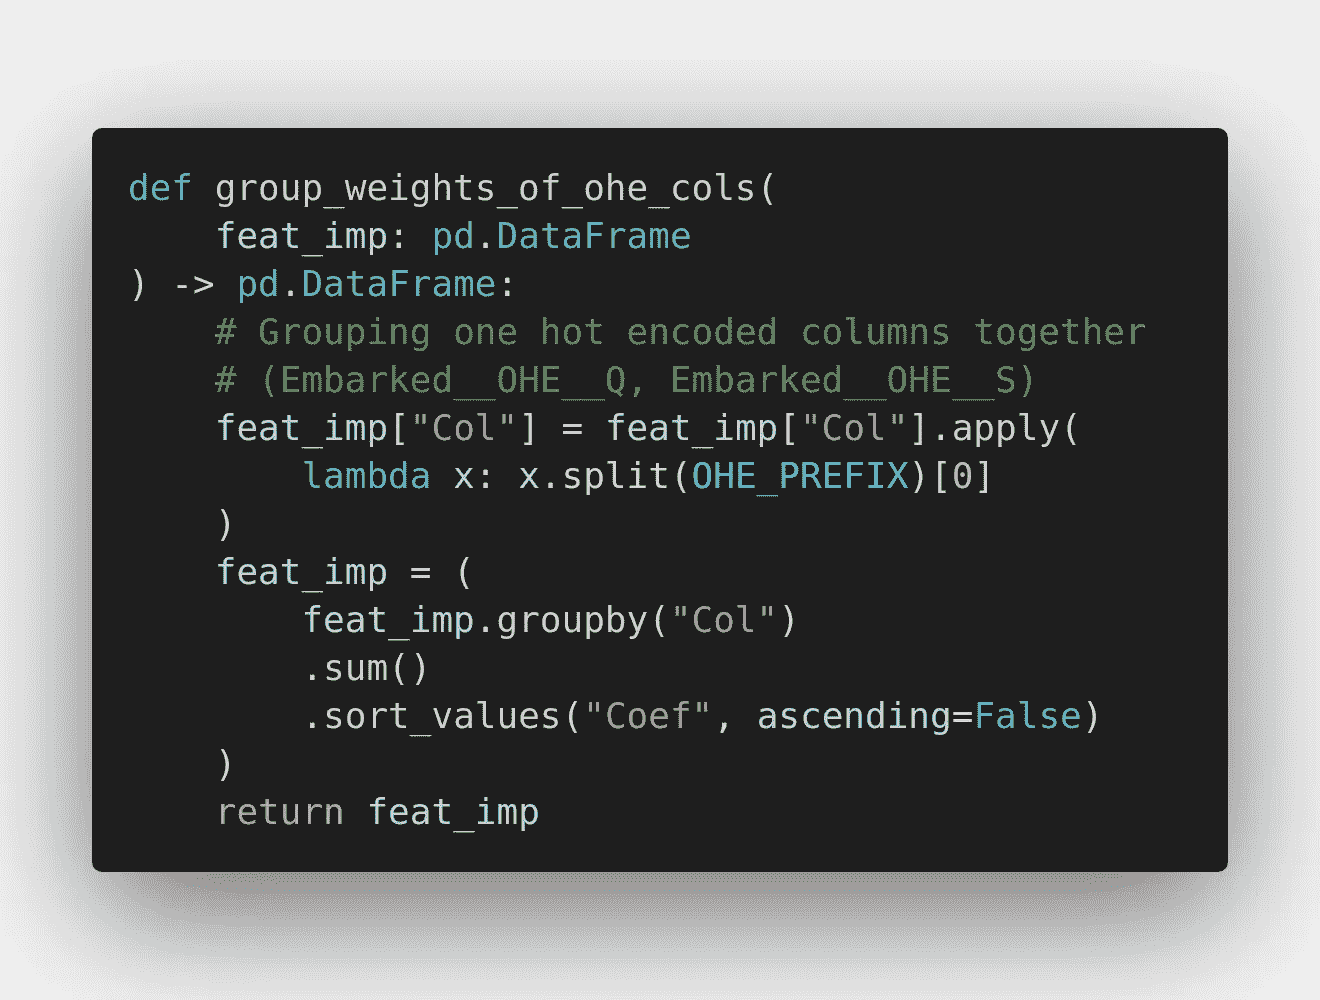 def group_weights_of_ohe_cols(
    feat_imp: pd.DataFrame
) -> pd.DataFrame:
    # Grouping one hot encoded columns together
    # (Embarked__OHE__Q, Embarked__OHE__S)
    feat_imp["Col"] = feat_imp["Col"].apply(
        lambda x: x.split(OHE_PREFIX)[0]
    )
    feat_imp = (
        feat_imp.groupby("Col")
        .sum()
        .sort_values("Coef", ascending=False)
    )
    return feat_imp